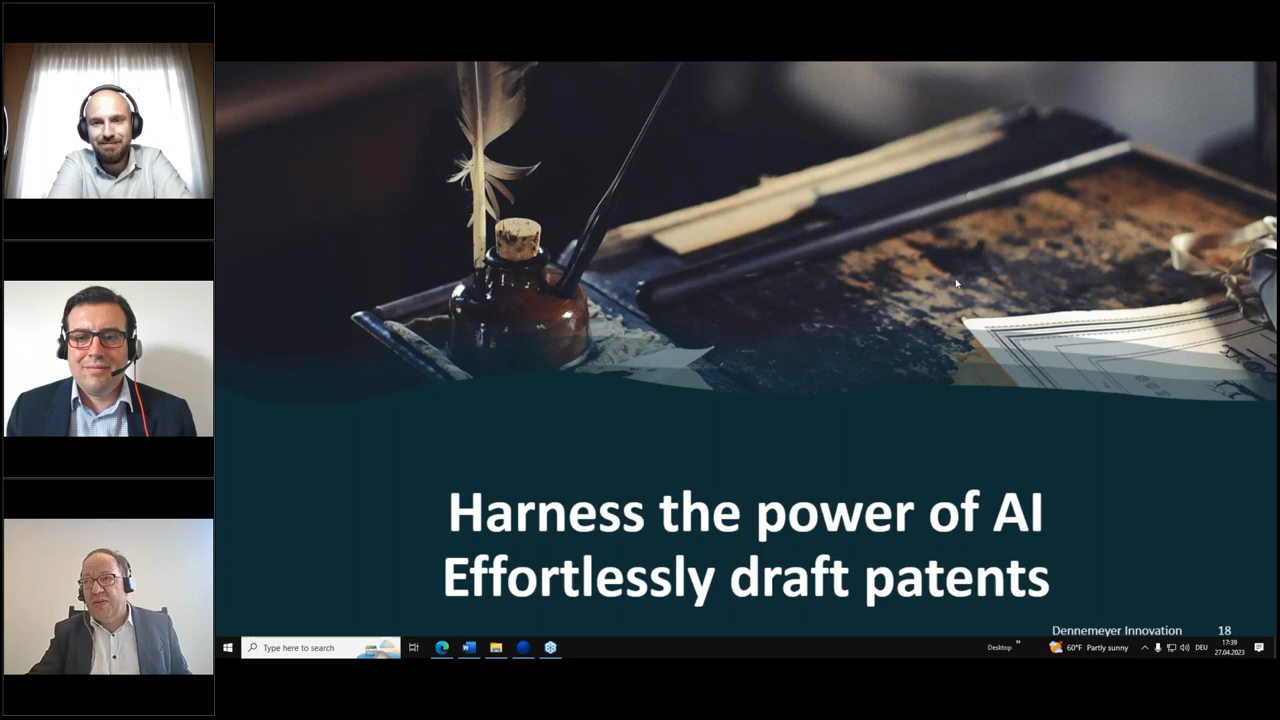 Harness the power of AI
Effortlessly draft patents
Dennemeyer Innovation 18
Type here to search
Desktop
60°F Partly sunny
DEU
17:39
27.04.2023